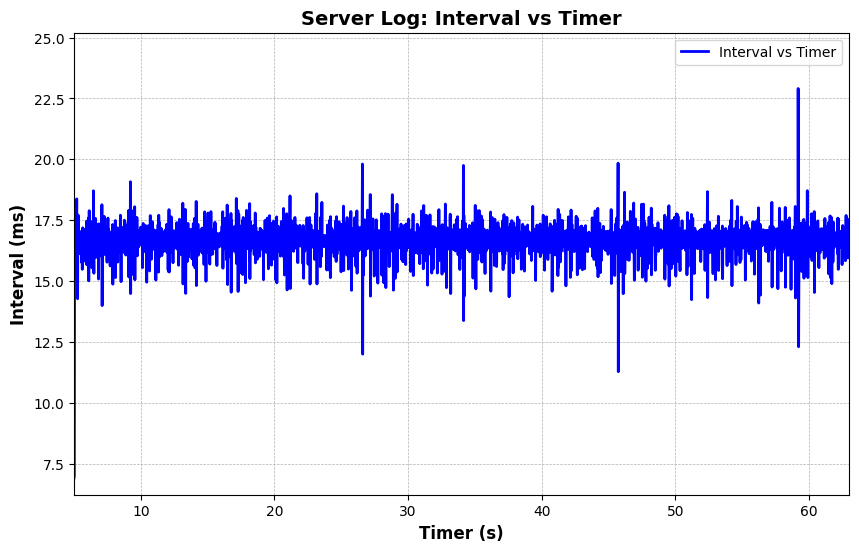 Server Log: Interval vs Timer
Interval vs Timer
25.0
22.5
20.0
17.5
15.0
12.5
10.0
7.5
Interval (ms)
10 20 30 40 50 60
Timer (s)